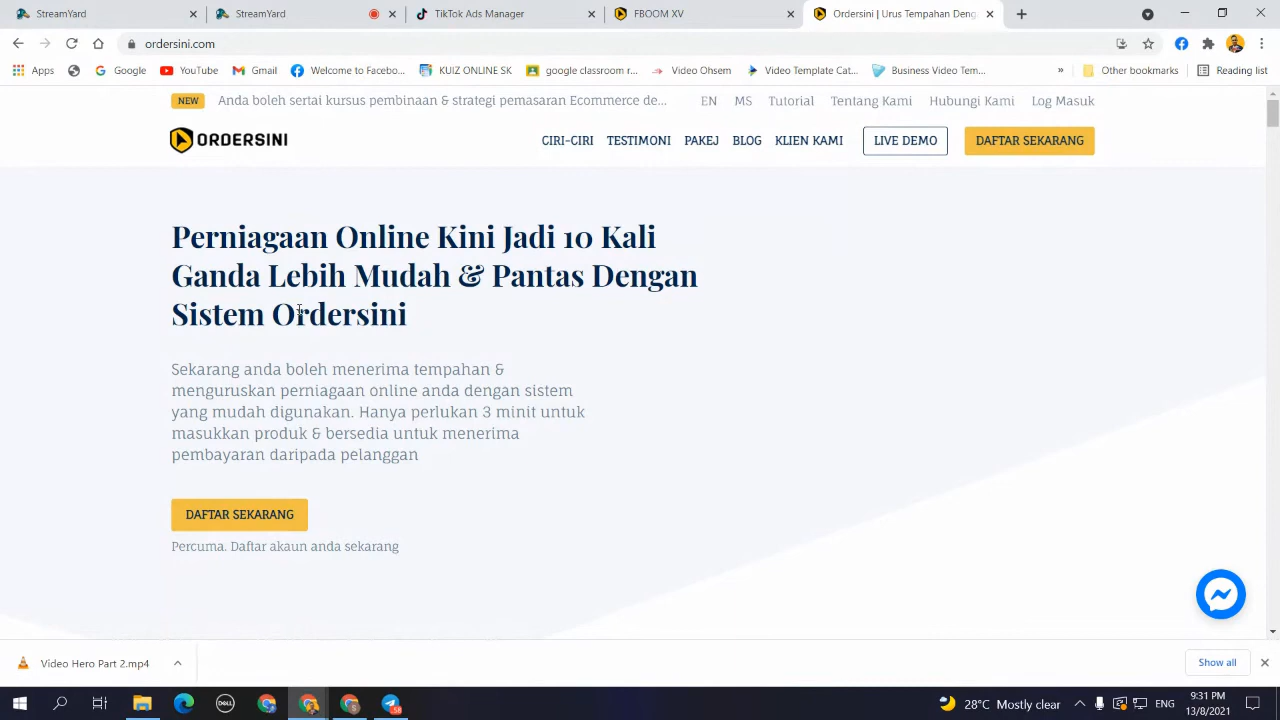 StreamYard
StreamYard
TikTok Ads Manager
FBOOM XV
Ordersini | Urus Tempahan Deng
ordersini.com
Apps
Google
YouTube
Gmail
Welcome to Facebo...
KUIZ ONLINE SK
google classroom r...
Video Ohsem
Video Template Cat...
Business Video Tem...
»
Other bookmarks
Reading list
NEW
Anda boleh sertai kursus pembinaan & strategi pemasaran Ecommerce de...
EN
MS
Tutorial
Tentang Kami
Hubungi Kami
Log Masuk
ORDERSINI
CIRI-CIRI
TESTIMONI
PAKEJ
BLOG
KLIEN KAMI
LIVE DEMO
DAFTAR SEKARANG
Perniagaan Online Kini Jadi 10 Kali
Ganda Lebih Mudah & Pantas Dengan
Sistem Ordersini
Sekarang anda boleh menerima tempahan &
menguruskan perniagaan online anda dengan sistem
yang mudah digunakan. Hanya perlukan 3 minit untuk
masukkan produk & bersedia untuk menerima
pembayaran daripada pelanggan
DAFTAR SEKARANG
Percuma. Daftar akaun anda sekarang
Video Hero Part 2.mp4
Show all
DELL
58
28°C Mostly clear
ENG
9:31 PM
13/8/2021